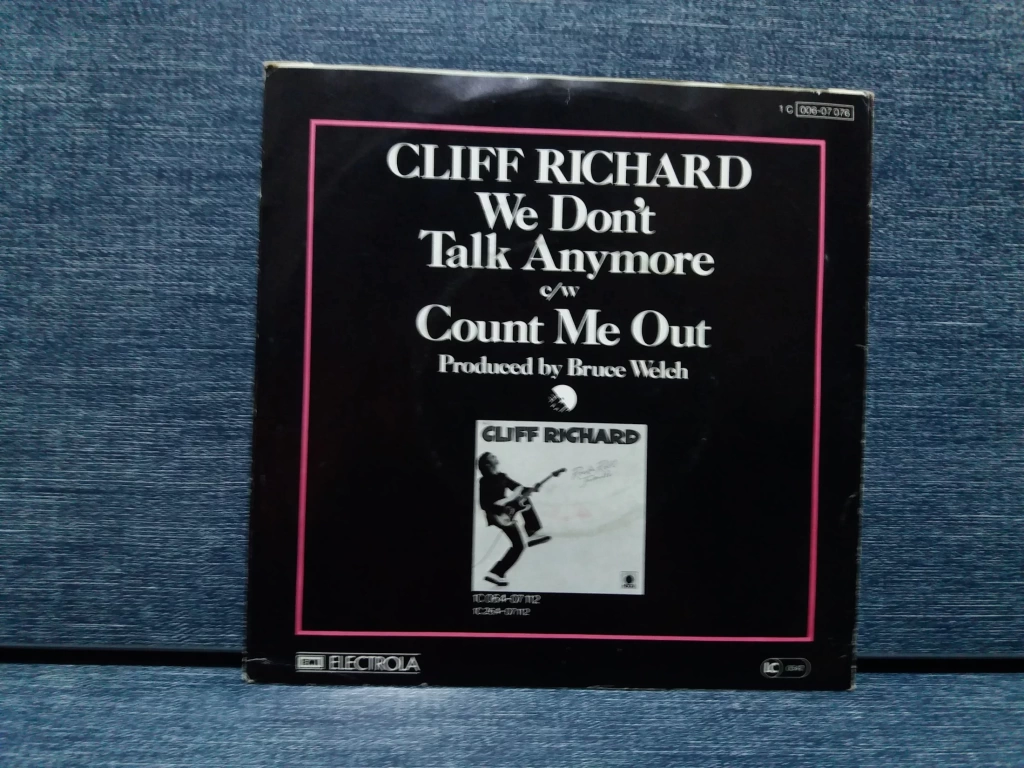 1 C 006-07 076
CLIFF RICHARD
We Don't
Talk Anymore
c/w
Count Me Out
Produced by Bruce Welch
CLIFF RICHARD
1C 064-07 112
1C 264-07 112
EMI ELECTROLA
LC